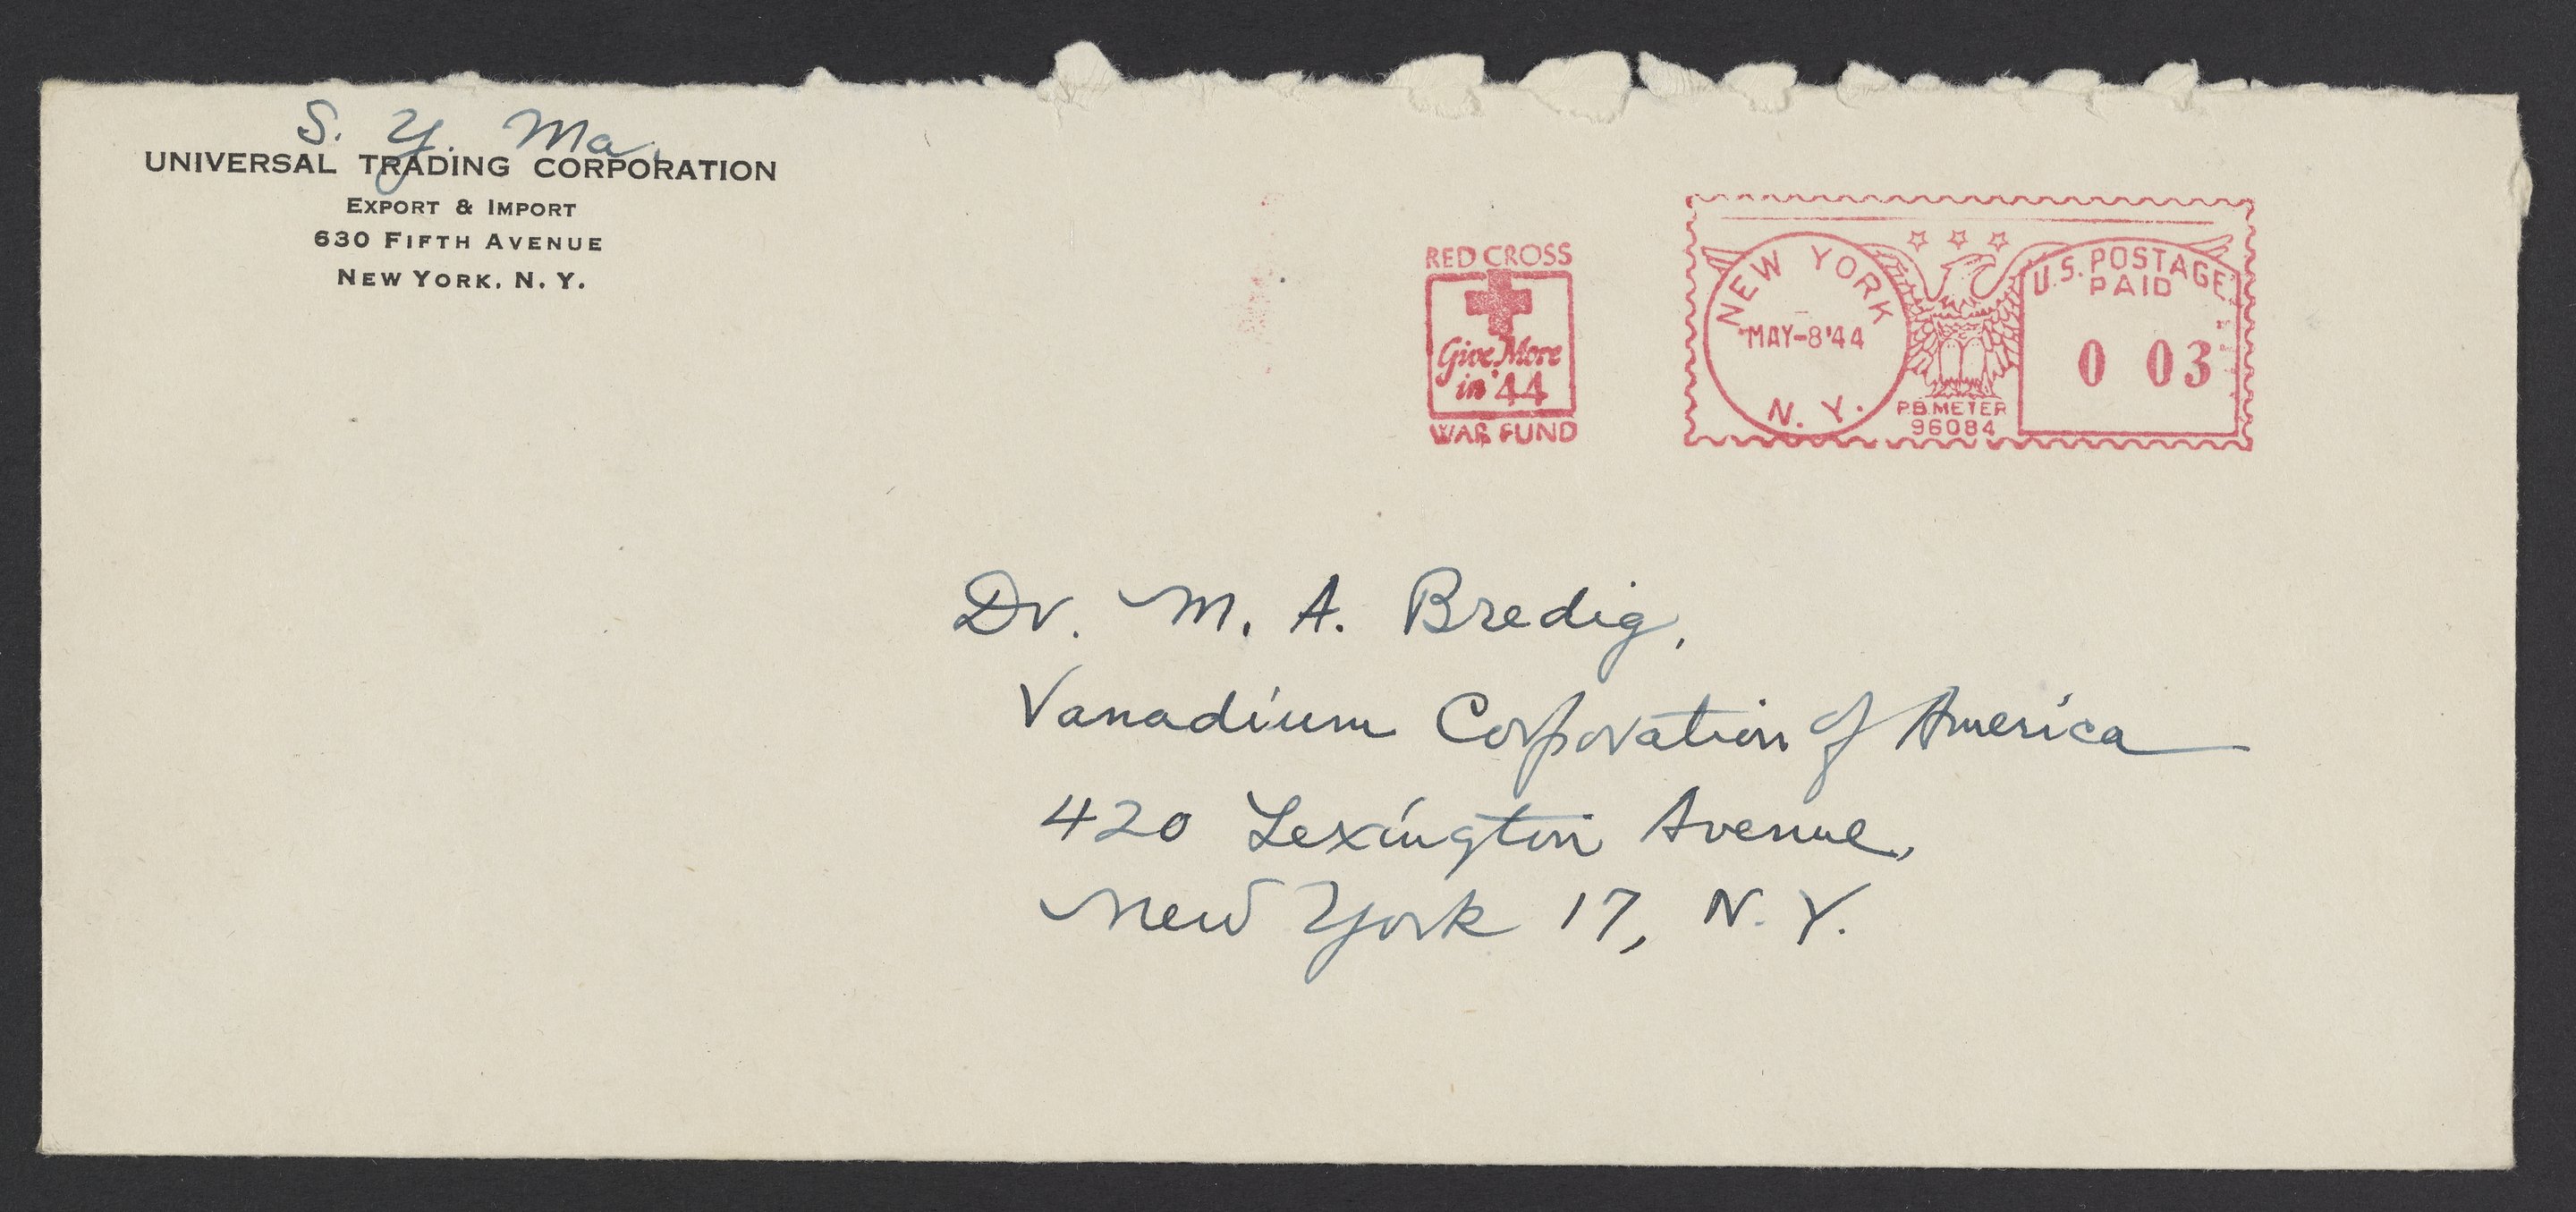 S. Y. Ma.
UNIVERSAL TRADING CORPORATION
EXPORT & IMPORT
630 FIFTH AVENUE
NEW YORK, N. Y.
RED CROSS
Give More
in '44
WAR FUND
NEW YORK
MAY-8'44
N. Y.
P.B. METER
96084
U.S. POSTAGE
PAID
0 03
Dr. M. A. Bredig,
Vanadium Corporation of America
420 Lexington Avenue,
New York 17, N. Y.